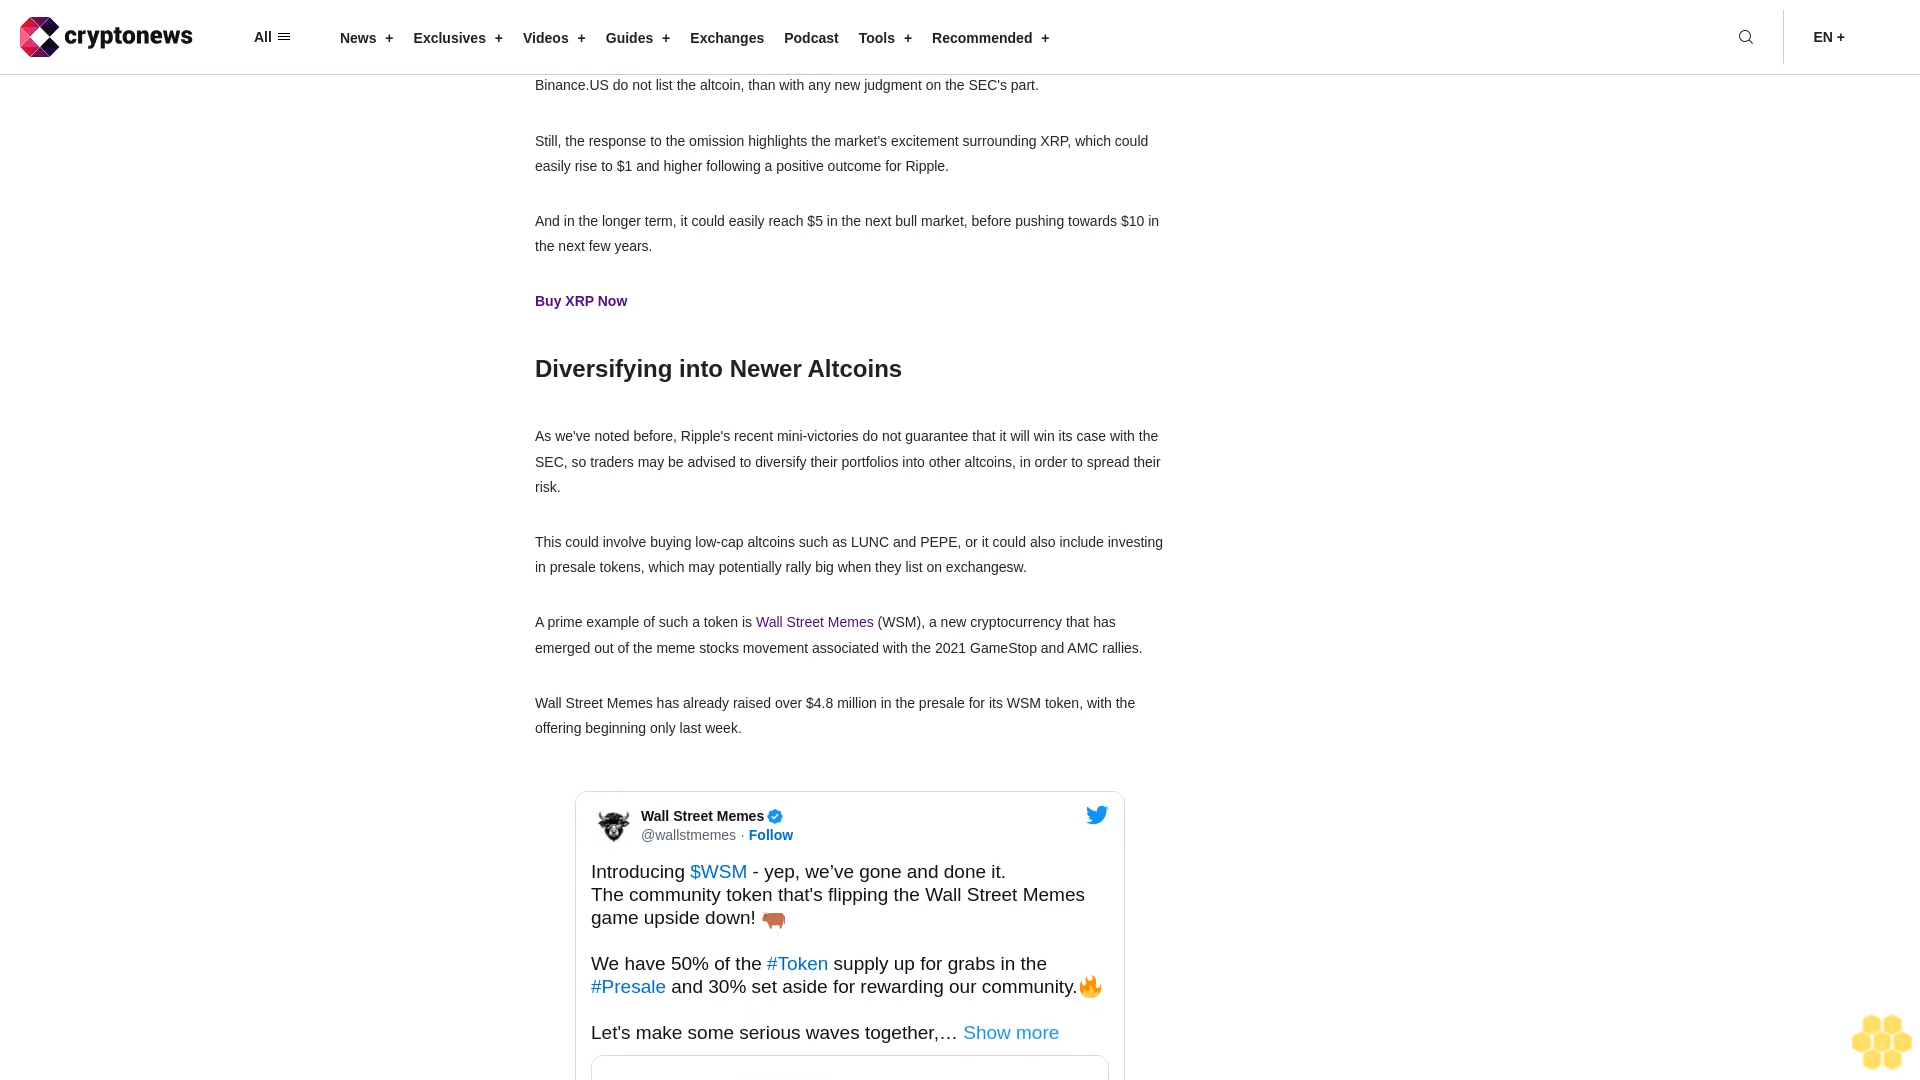 cryptonews
All
News +
Exclusives +
Videos +
Guides +
Exchanges
Podcast
Tools +
Recommended +
EN +
Binance.US do not list the altcoin, than with any new judgment on the SEC's part.
Still, the response to the omission highlights the market's excitement surrounding XRP, which could
easily rise to $1 and higher following a positive outcome for Ripple.
And in the longer term, it could easily reach $5 in the next bull market, before pushing towards $10 in
the next few years.
Buy XRP Now
Diversifying into Newer Altcoins
As we've noted before, Ripple's recent mini-victories do not guarantee that it will win its case with the
SEC, so traders may be advised to diversify their portfolios into other altcoins, in order to spread their
risk.
This could involve buying low-cap altcoins such as LUNC and PEPE, or it could also include investing
in presale tokens, which may potentially rally big when they list on exchangesw.
A prime example of such a token is Wall Street Memes (WSM), a new cryptocurrency that has
emerged out of the meme stocks movement associated with the 2021 GameStop and AMC rallies.
Wall Street Memes has already raised over $4.8 million in the presale for its WSM token, with the
offering beginning only last week.
Wall Street Memes
@wallstmemes · Follow
Introducing $WSM - yep, we’ve gone and done it.
The community token that's flipping the Wall Street Memes
game upside down! 🐂
We have 50% of the #Token supply up for grabs in the
#Presale and 30% set aside for rewarding our community.🔥
Let's make some serious waves together,… Show more